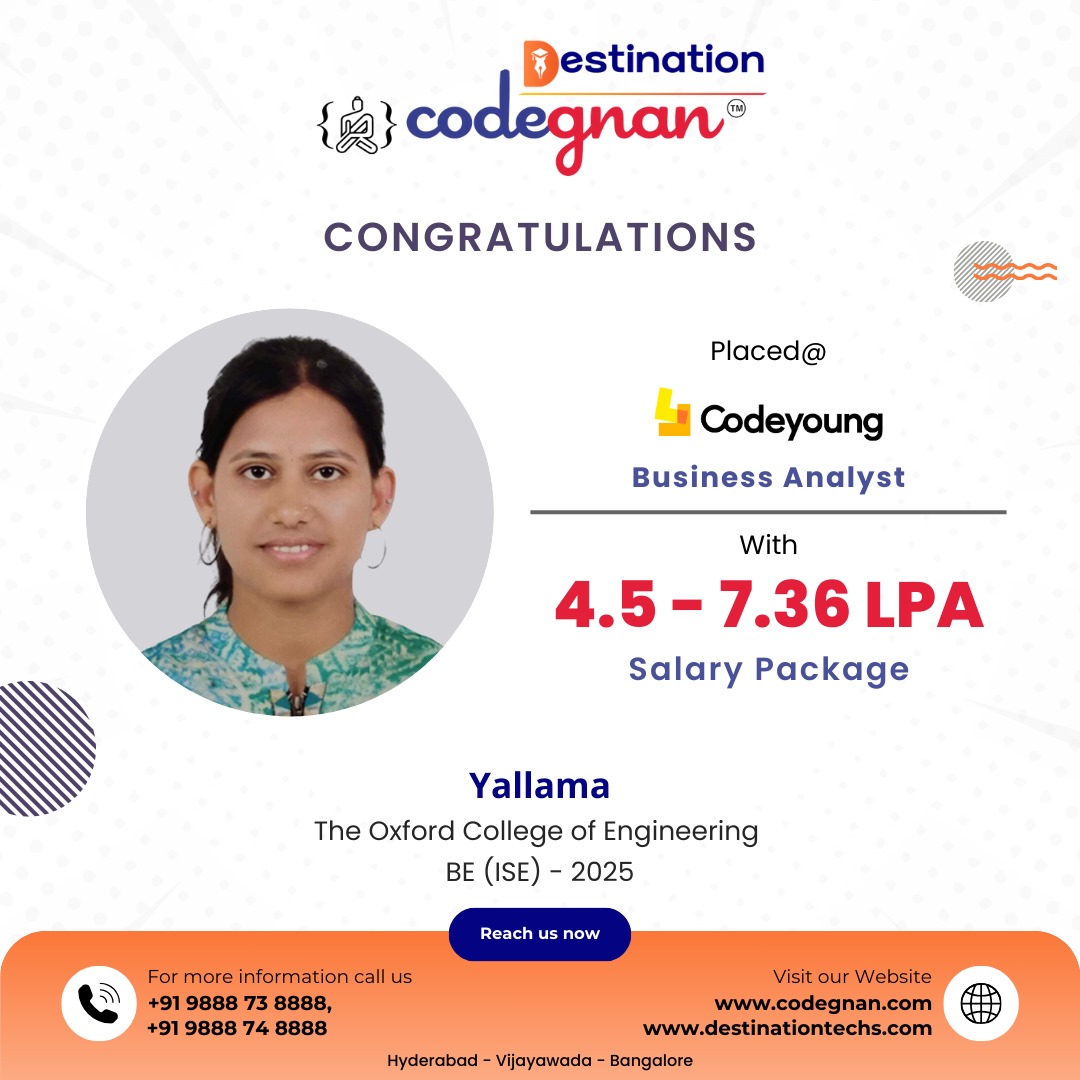 Destination
{ } codegnan™
CONGRATULATIONS
Placed@
Codeyoung
Business Analyst
With
4.5 - 7.36 LPA
Salary Package
Yallama
The Oxford College of Engineering
BE (ISE) - 2025
Reach us now
For more information call us
+91 9888 73 8888,
+91 9888 74 8888
Visit our Website
www.codegnan.com
www.destinationtechs.com
Hyderabad - Vijayawada - Bangalore